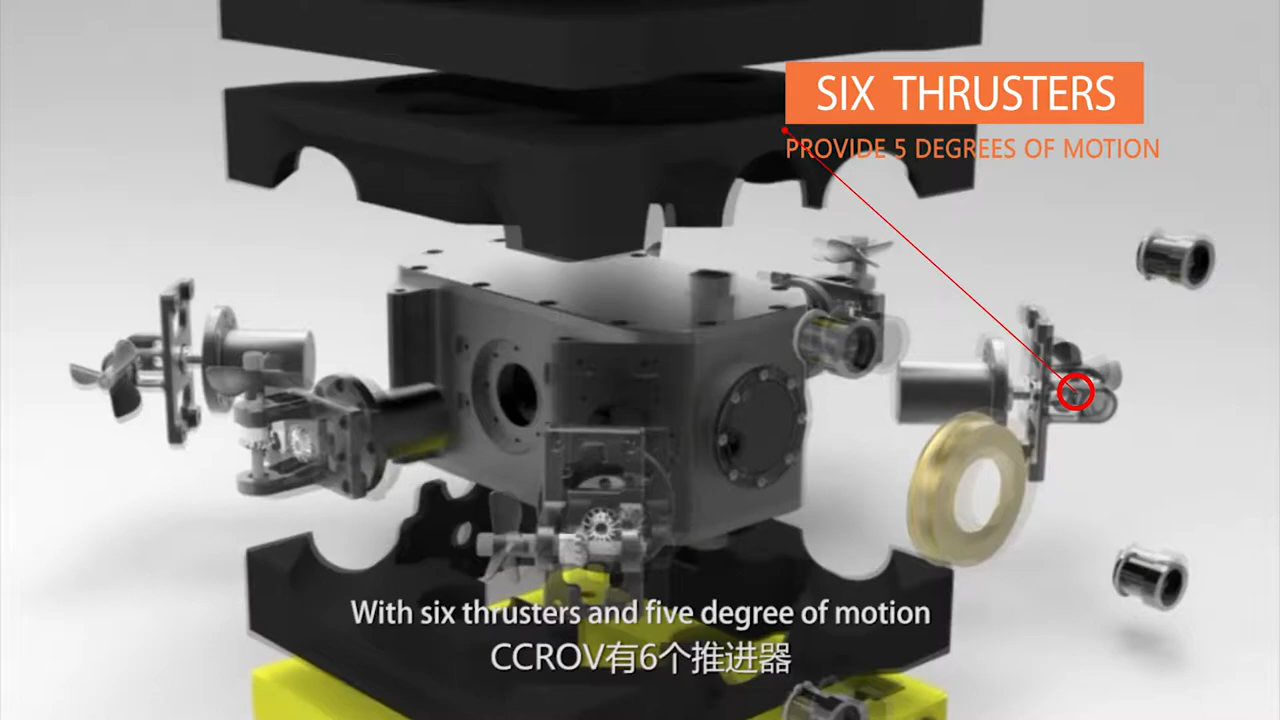 SIX THRUSTERS
PROVIDE 5 DEGREES OF MOTION
With six thrusters and five degree of motion
CCROV有6个推进器